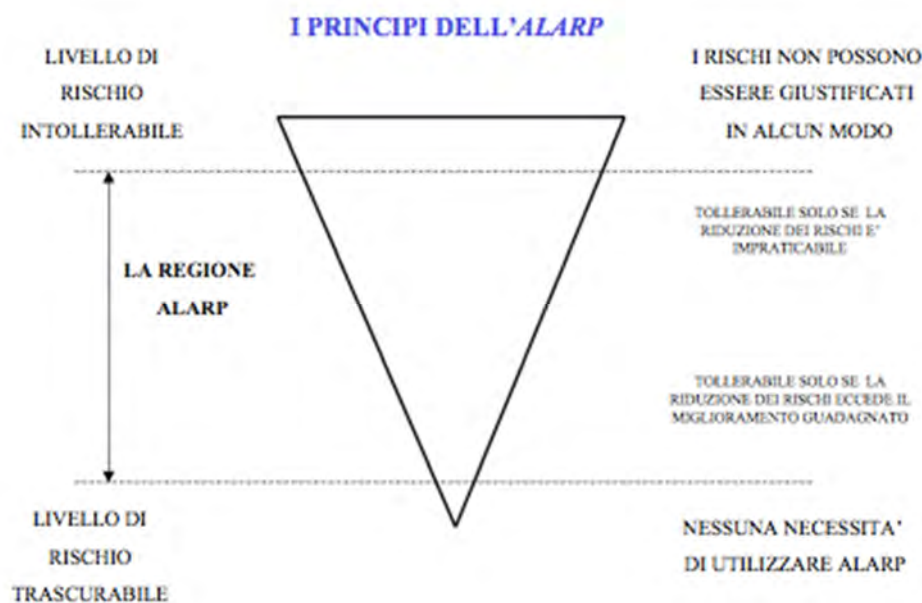 I PRINCIPI DELL'ALARP
LIVELLO DI
RISCHIO
INTOLLERABILE
I RISCHI NON POSSONO
ESSERE GIUSTIFICATI
IN ALCUN MODO
TOLLERABILE SOLO SE LA
RIDUZIONE DEI RISCHI E'
IMPRATICABILE
LA REGIONE
ALARP
TOLLERABILE SOLO SE LA
RIDUZIONE DEI RISCHI ECCEDE IL
MIGLIORAMENTO GUADAGNATO
LIVELLO DI
RISCHIO
TRASCURABILE
NESSUNA NECESSITA'
DI UTILIZZARE ALARP